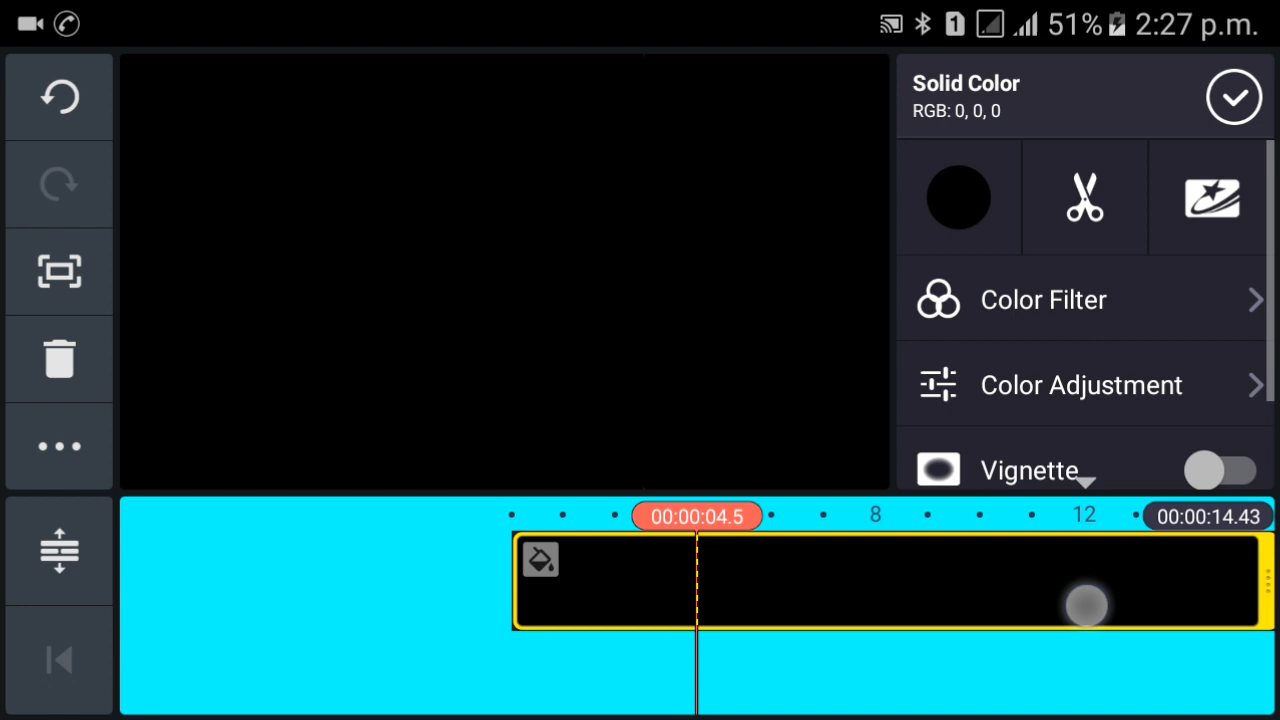 1 51% 2:27 p.m.
Solid Color
RGB: 0, 0, 0
Color Filter
Color Adjustment
Vignette
00:00:04.5 8 12 00:00:14.43